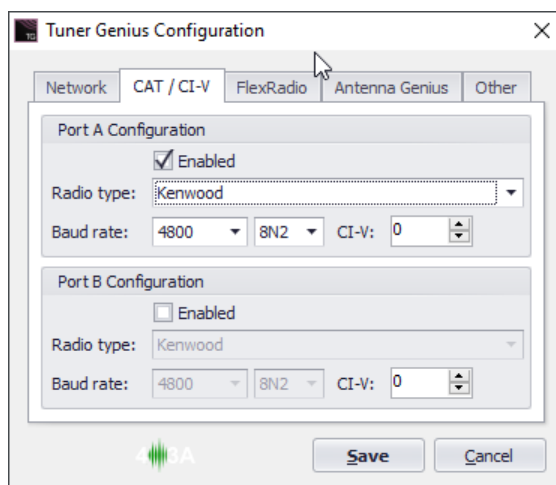 TG
Tuner Genius Configuration
Network CAT / CI-V FlexRadio Antenna Genius Other
Port A Configuration
Enabled
Radio type: Kenwood
Baud rate: 4800 8N2 CI-V: 0
Port B Configuration
Enabled
Radio type: Kenwood
Baud rate: 4800 8N2 CI-V: 0
Save Cancel